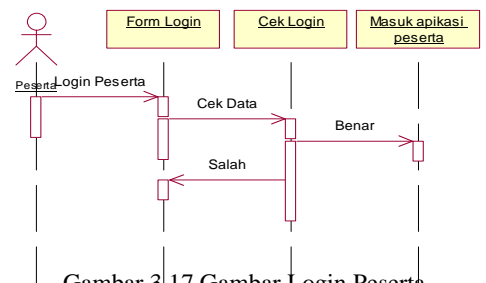 Form Login
Cek Login
Masuk apikasi
peserta
Peserta
Login Peserta
Cek Data
Benar
Salah
Gambar 3.17 Gambar Login Peserta